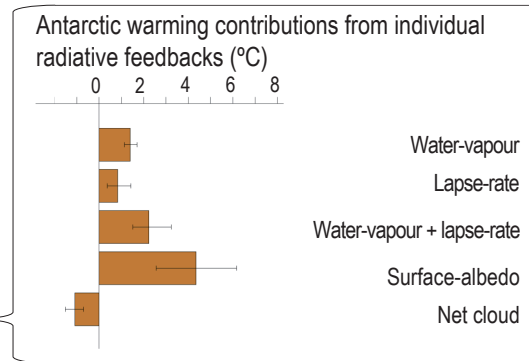 Antarctic warming contributions from individual
radiative feedbacks (ºC)
0 2 4 6 8
Water-vapour
Lapse-rate
Water-vapour + lapse-rate
Surface-albedo
Net cloud